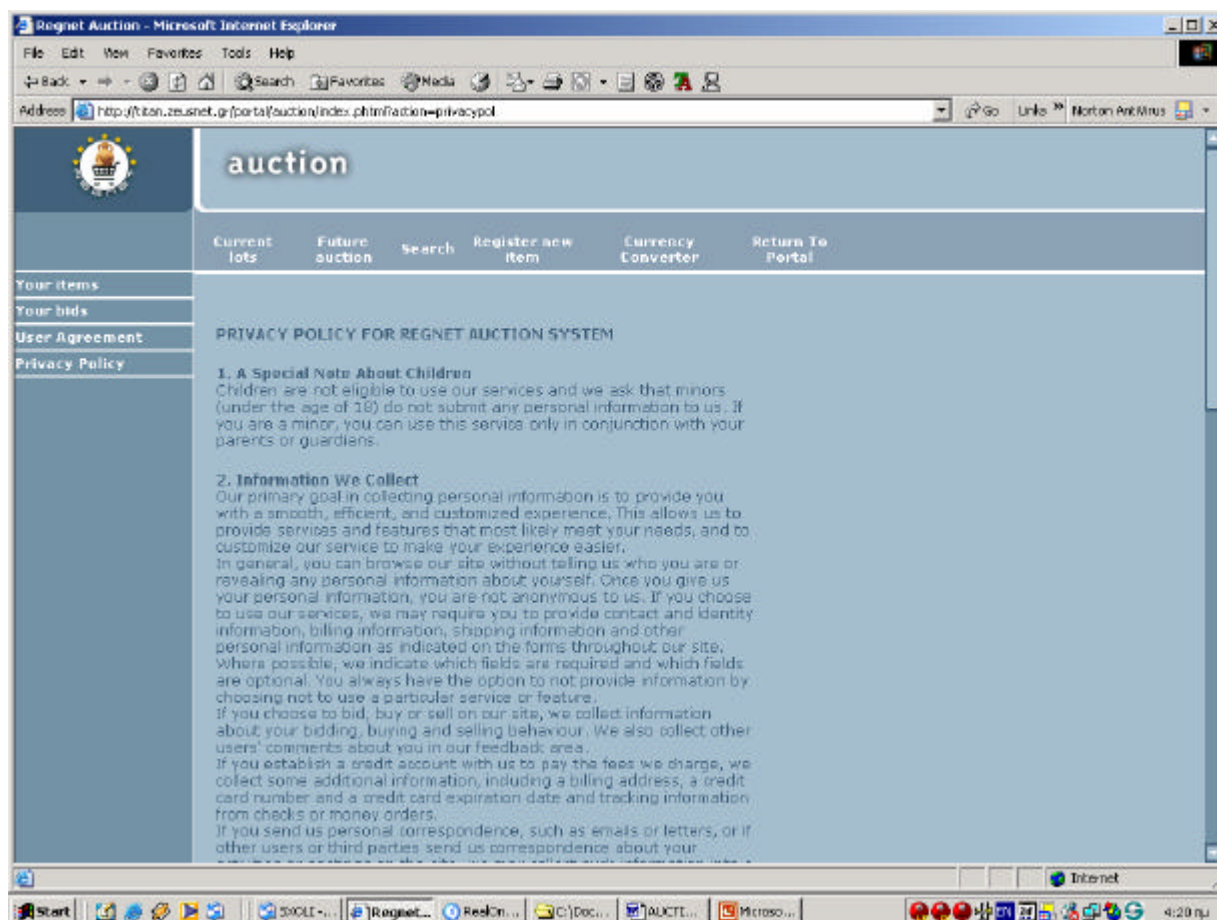 Regnet Auction - Microsoft Internet Explorer
File Edit View Favorites Tools Help
Back Search Favorites Media
Address http://titan.zeusnet.gr/portal/auction/index.phtml?action=privacypol Go Links » Norton AntiVirus
auction
Current lots Future auction Search Register new item Currency Converter Return To Portal
Your items
Your bids
User Agreement
Privacy Policy
PRIVACY POLICY FOR REGNET AUCTION SYSTEM
1. A Special Note About Children
Children are not eligible to use our services and we ask that minors
(under the age of 18) do not submit any personal information to us. If
you are a minor, you can use this service only in conjunction with your
parents or guardians.
2. Information We Collect
Our primary goal in collecting personal information is to provide you
with a smooth, efficient, and customized experience. This allows us to
provide services and features that most likely meet your needs, and to
customize our service to make your experience easier.
In general, you can browse our site without telling us who you are or
revealing any personal information about yourself. Once you give us
your personal information, you are not anonymous to us. If you choose
to use our services, we may require you to provide contact and identity
information, billing information, shipping information and other
personal information as indicated on the forms throughout our site.
Where possible, we indicate which fields are required and which fields
are optional. You always have the option to not provide information by
choosing not to use a particular service or feature.
If you choose to bid, buy or sell on our site, we collect information
about your bidding, buying and selling behaviour. We also collect other
users' comments about you in our feedback area.
If you establish a credit account with us to pay the fees we charge, we
collect some additional information, including a billing address, a credit
card number and a credit card expiration date and tracking information
from checks or money orders.
If you send us personal correspondence, such as emails or letters, or if
other users or third parties send us correspondence about your
Internet
Start Regnet... RealOn... C:\Doc... AUCTI... Microso... 4:20 πμ